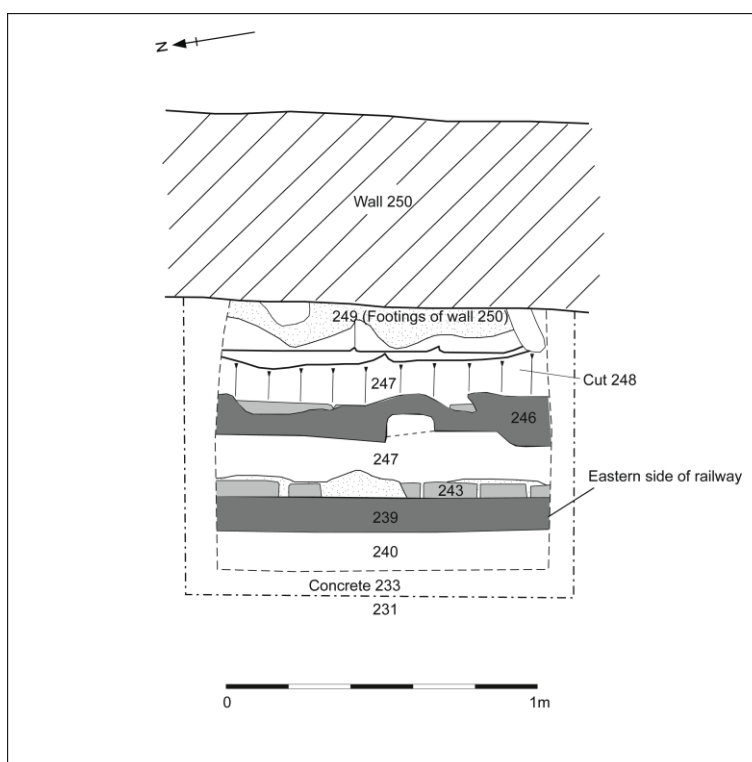 N
Wall 250
249 (Footings of wall 250)
247
Cut 248
246
247
Eastern side of railway
243
239
240
Concrete 233
231
0
1m